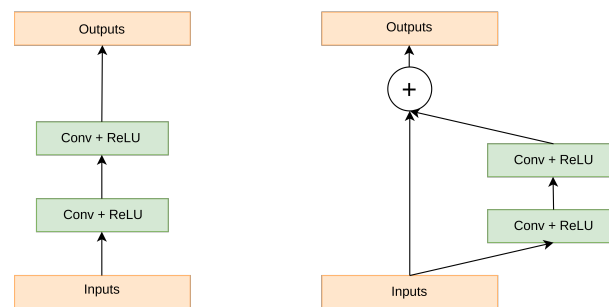 Outputs
Conv + ReLU
Conv + ReLU
Inputs
Outputs
+
Conv + ReLU
Conv + ReLU
Inputs